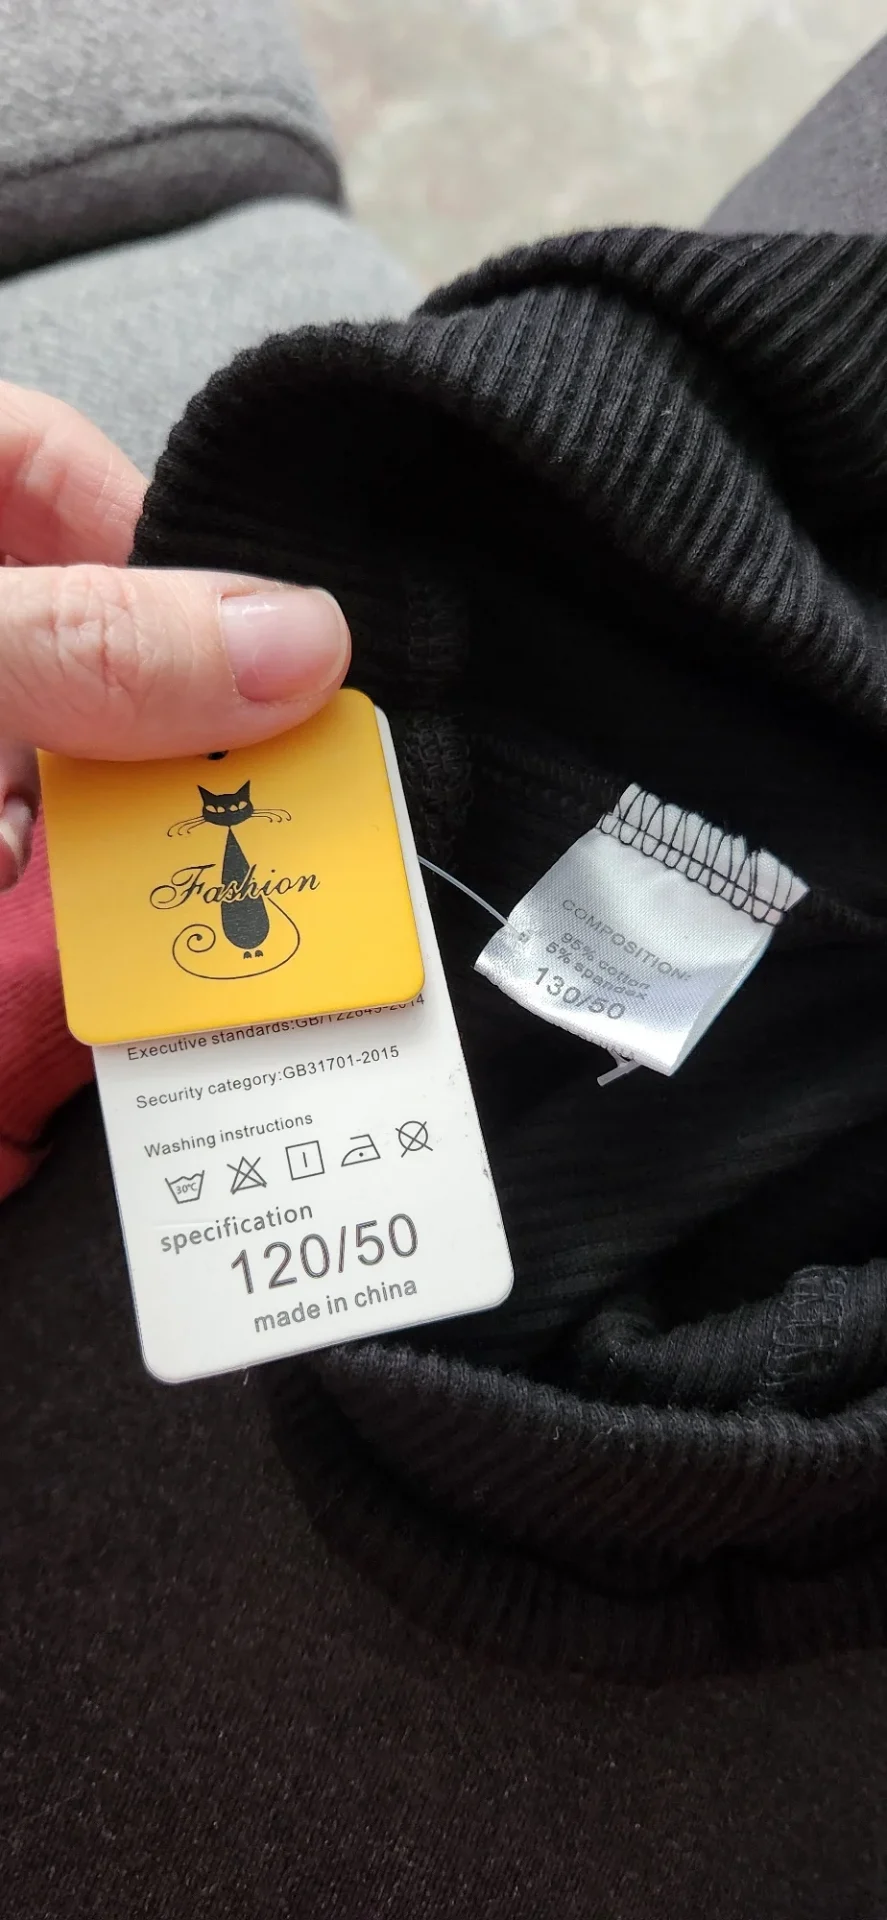 Fashion
Executive standards:GB/T22849-2014
Security category:GB31701-2015
Washing instructions
30°C
specification
120/50
made in china
COMPOSITION:
95% cotton
5% spandex
130/50